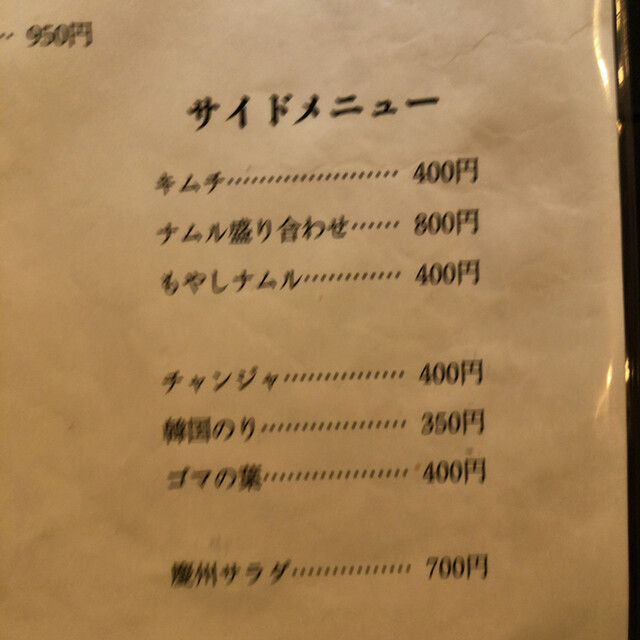 … 950円
サイドメニュー
キムチ………………… 400円
ナムル盛り合わせ…… 800円
もやしナムル………… 400円
チャンジャ…………… 400円
韓国のり……………… 350円
ゴマの葉……………… 400円
慶州サラダ…………… 700円